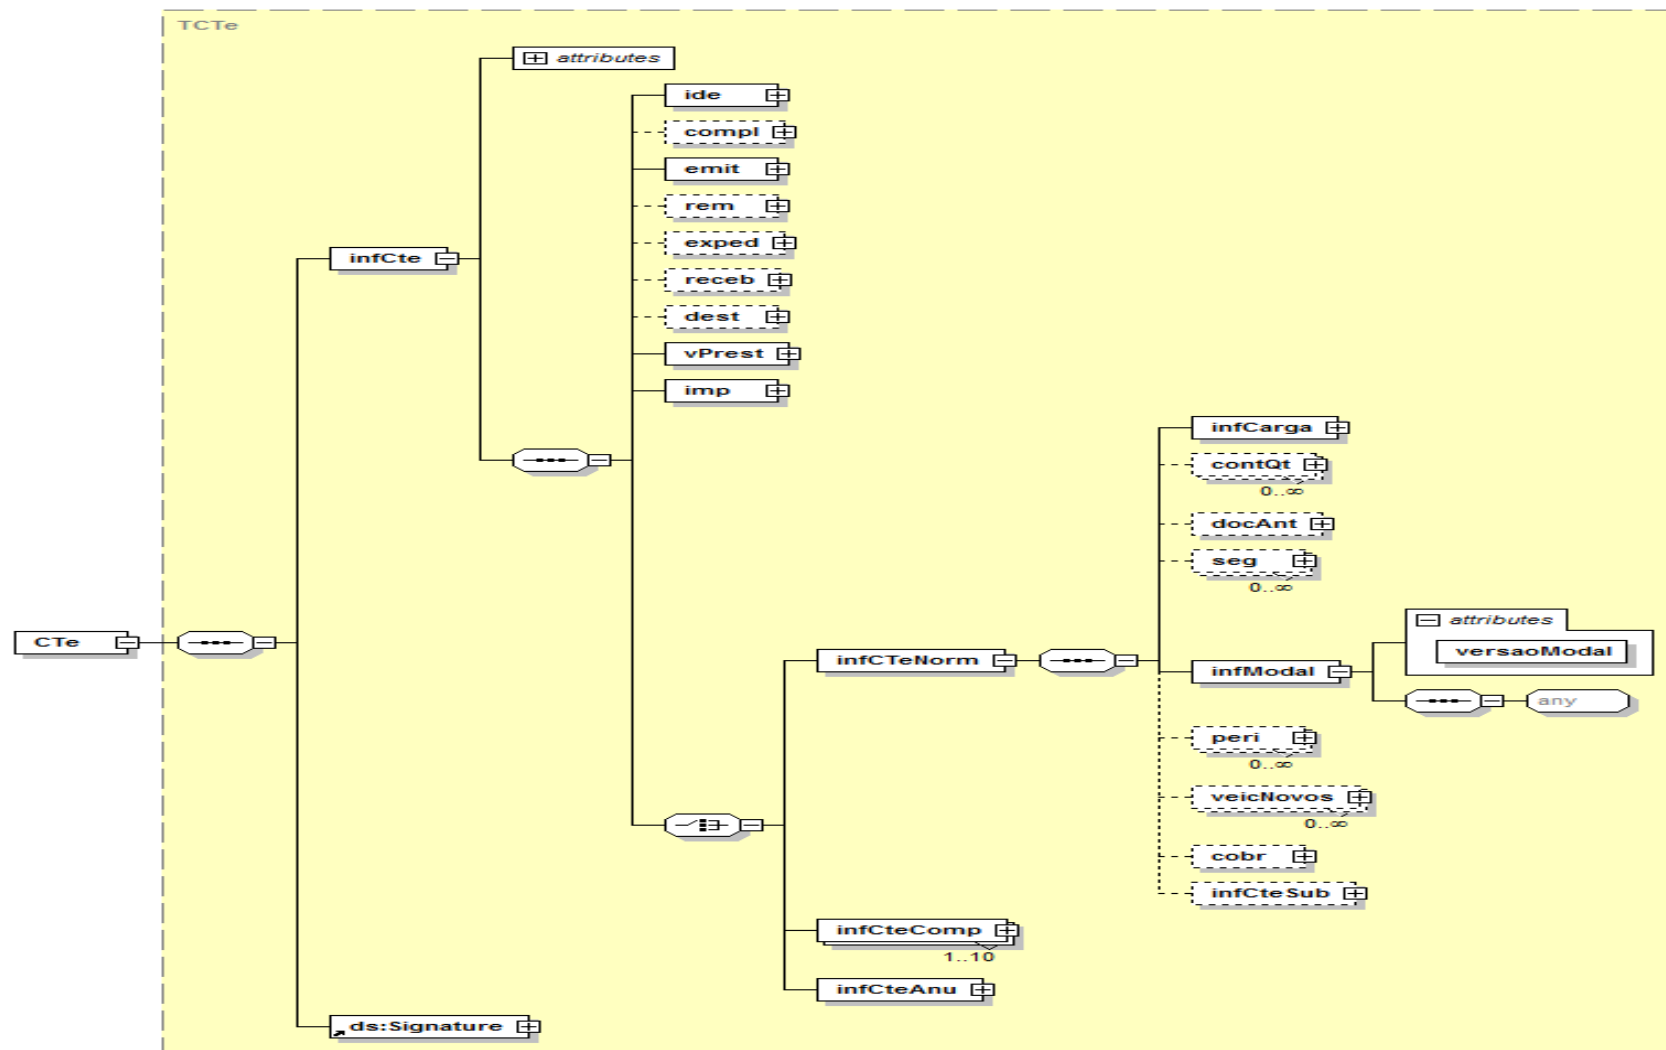 TCTe
attributes
ide
compl
emit
rem
exped
infCte
receb
dest
vPrest
imp
infCarga
contQt
0..∞
docAnt
seg
0..∞
attributes
versaoModal
CTe
infCTeNorm
infModal
any
peri
0..∞
veicNovos
0..∞
cobr
infCteSub
infCteComp
1..10
infCteAnu
ds:Signature